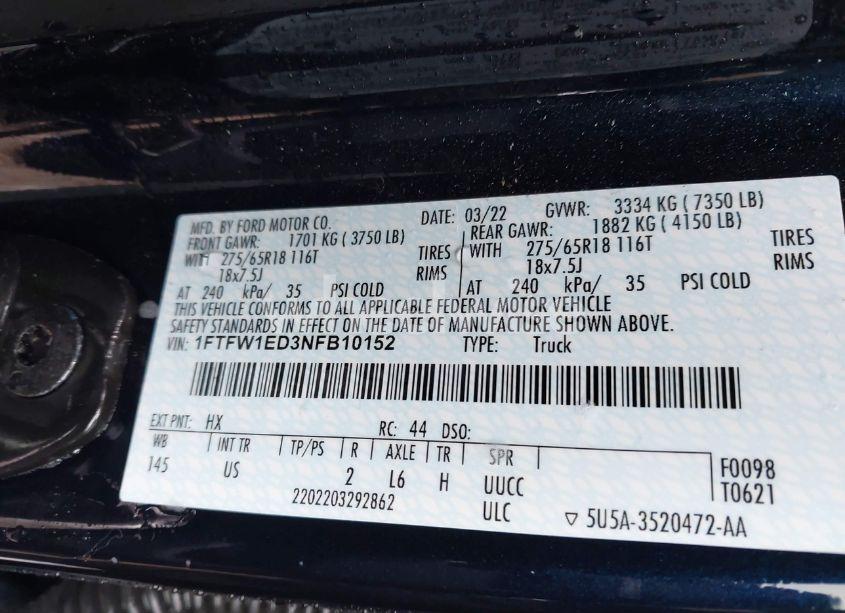 MFD. BY FORD MOTOR CO. DATE: 03/22 GVWR: 3334 KG ( 7350 LB)
FRONT GAWR: 1701 KG ( 3750 LB) REAR GAWR: 1882 KG ( 4150 LB)
WITH 275/65R18 116T TIRES WITH 275/65R18 116T TIRES
18x7.5J RIMS 18x7.5J RIMS
AT 240 kPa/ 35 PSI COLD AT 240 kPa/ 35 PSI COLD
THIS VEHICLE CONFORMS TO ALL APPLICABLE FEDERAL MOTOR VEHICLE
SAFETY STANDARDS IN EFFECT ON THE DATE OF MANUFACTURE SHOWN ABOVE.
VIN: 1FTFW1ED3NFB10152 TYPE: Truck
EXT PNT: HX RC: 44 DSO:
WB INT TR TP/PS R AXLE TR SPR F0098
145 US 2 L6 H UUCC T0621
2202203292862 ULC ▽ 5U5A-3520472-AA